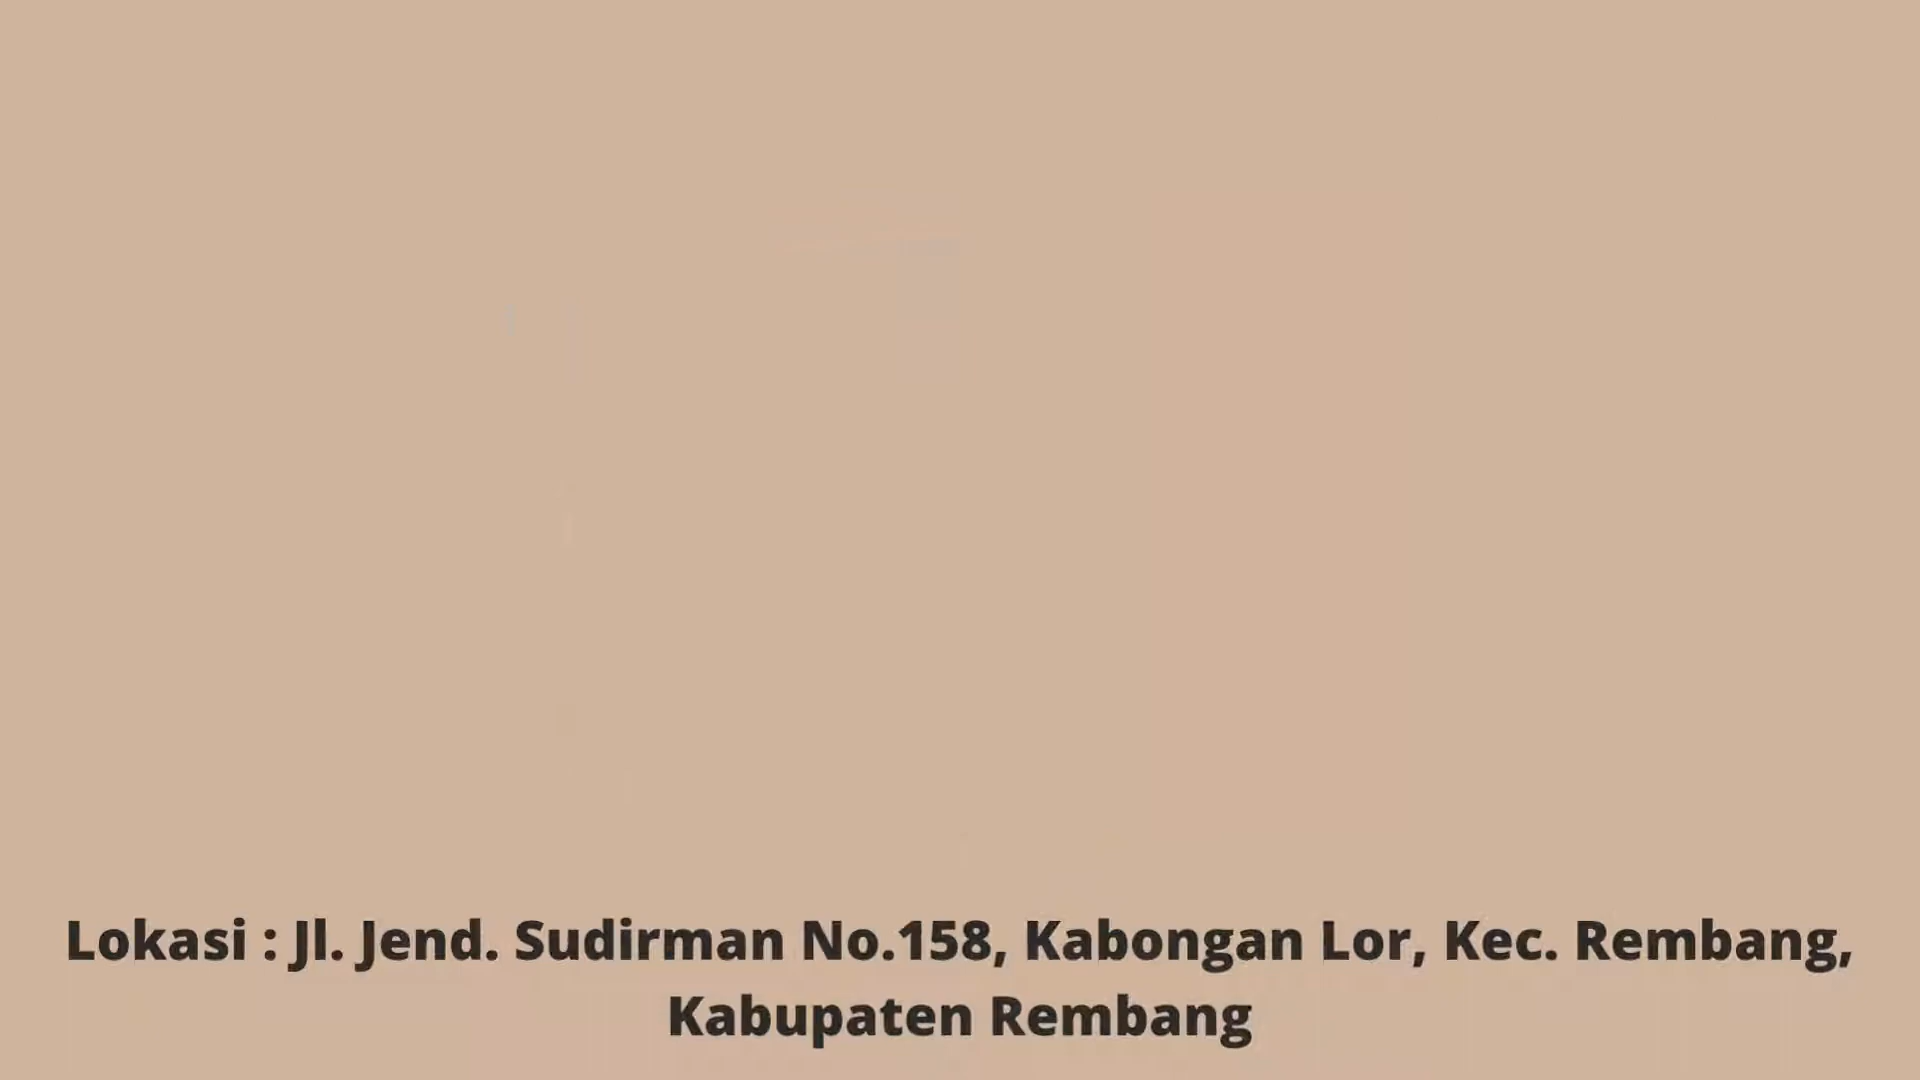 Lokasi : Jl. Jend. Sudirman No.158, Kabongan Lor, Kec. Rembang,
Kabupaten Rembang